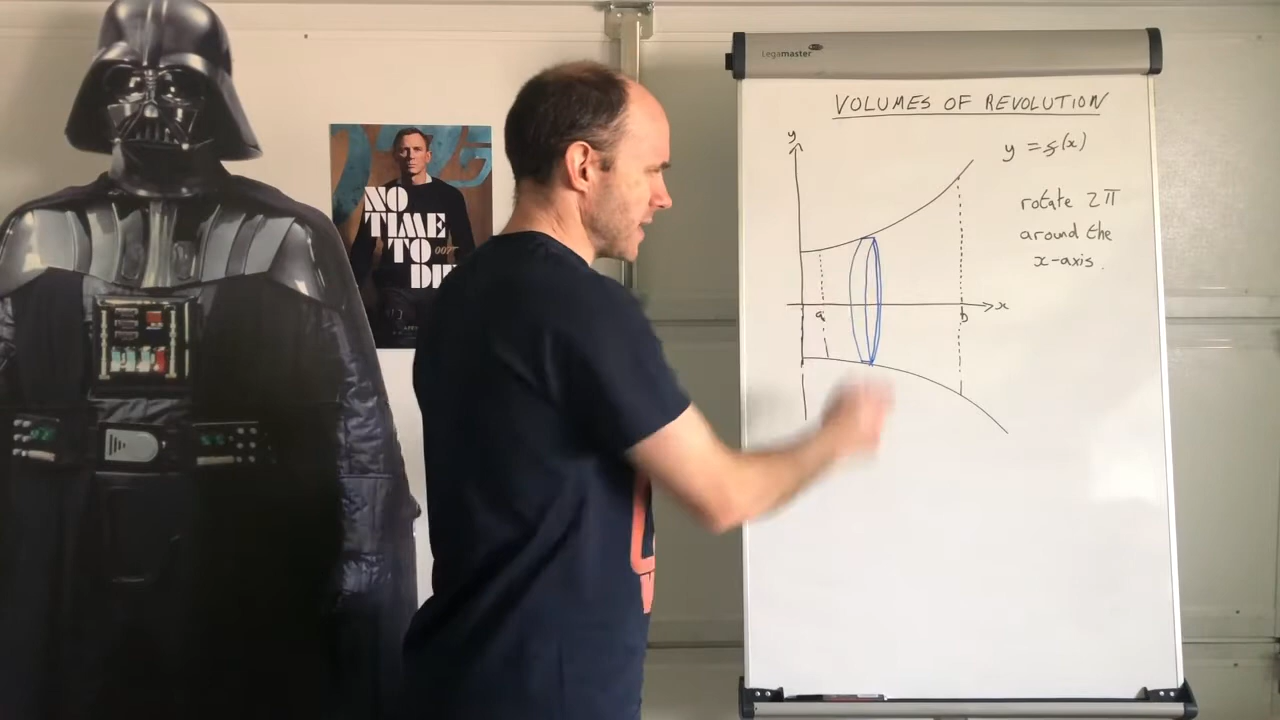 NO
TIME
TO
DIE
007
Legamaster
VOLUMES OF REVOLUTION
y
y = f(x)
rotate 2π
around the
x-axis.
x
a
b